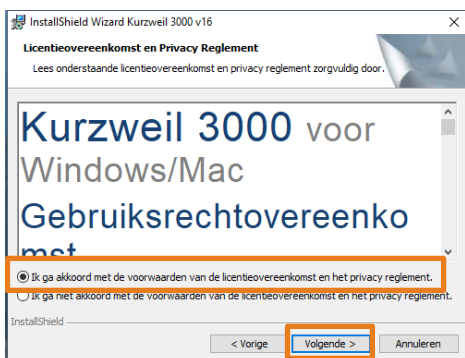 InstallShield Wizard Kurzweil 3000 v16
Licentieovereenkomst en Privacy Reglement
Lees onderstaande licentieovereenkomst en privacy reglement zorgvuldig door.
Kurzweil 3000 voor
Windows/Mac
Gebruiksrechtovereenko
mst
Ik ga akkoord met de voorwaarden van de licentieovereenkomst en het privacy reglement.
Ik ga niet akkoord met de voorwaarden van de licentieovereenkomst en het privacy reglement.
InstallShield
< Vorige Volgende > Annuleren